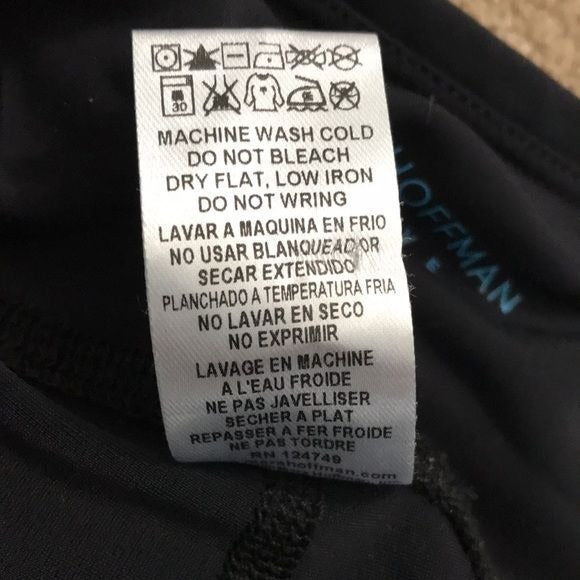 30
MACHINE WASH COLD
DO NOT BLEACH
DRY FLAT, LOW IRON
DO NOT WRING
LAVAR A MAQUINA EN FRIO
NO USAR BLANQUEADOR
SECAR EXTENDIDO
PLANCHADO A TEMPERATURA FRIA
NO LAVAR EN SECO
NO EXPRIMIR
LAVAGE EN MACHINE
A L'EAU FROIDE
NE PAS JAVELLISER
SECHER A PLAT
REPASSER A FER FROIDE
NE PAS TORDRE
RN 124749
HOFFMAN